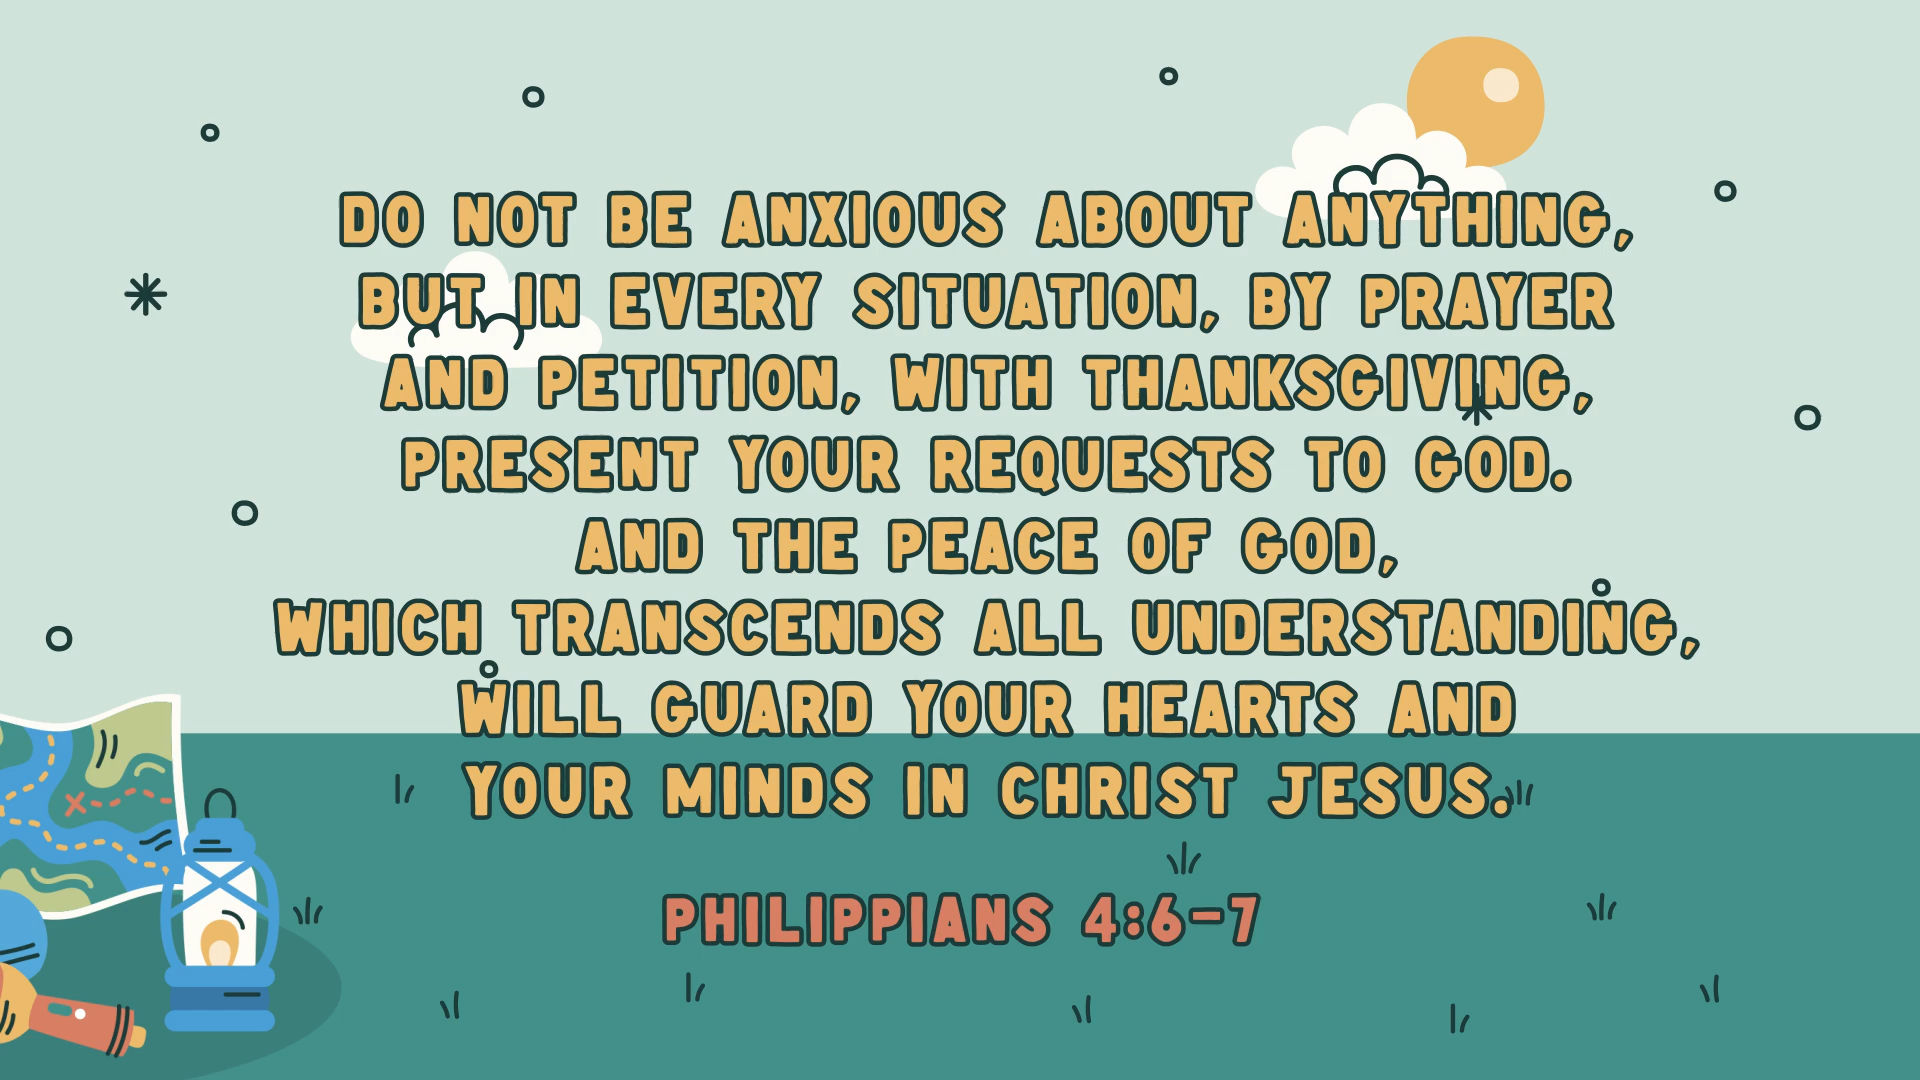 DO NOT BE ANXIOUS ABOUT ANYTHING,
BUT IN EVERY SITUATION, BY PRAYER
AND PETITION, WITH THANKSGIVING,
PRESENT YOUR REQUESTS TO GOD.
AND THE PEACE OF GOD,
WHICH TRANSCENDS ALL UNDERSTANDING,
WILL GUARD YOUR HEARTS AND
YOUR MINDS IN CHRIST JESUS.
PHILIPPIANS 4:6-7